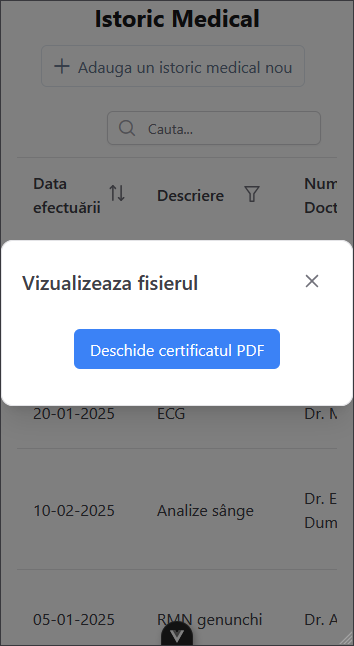 Istoric Medical
Adauga un istoric medical nou
Cauta...
Data
efectuării
Descriere
Num
Doct
Vizualizeaza fisierul
Deschide certificatul PDF
20-01-2025 ECG Dr. M
10-02-2025 Analize sânge Dr. E
Dum
05-01-2025 RMN genunchi Dr. A